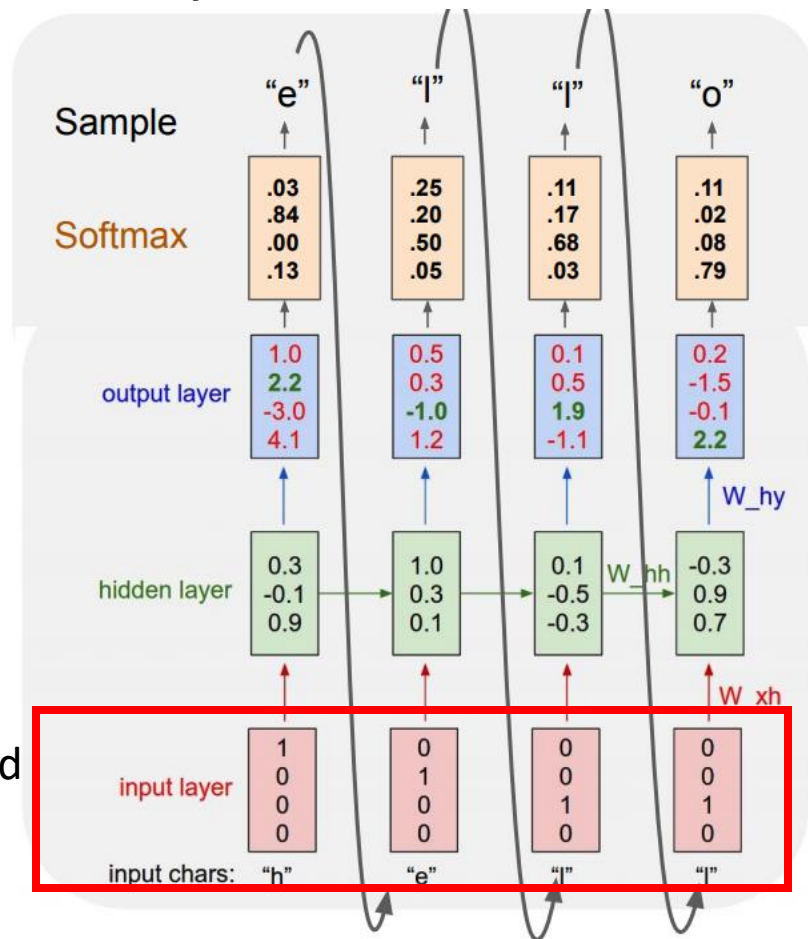 Sample
“e” “l” “l” “o”
Softmax
.03 .25 .11 .11
.84 .20 .17 .02
.00 .50 .68 .08
.13 .05 .03 .79
output layer
1.0 0.5 0.1 0.2
2.2 0.3 0.5 -1.5
-3.0 -1.0 1.9 -0.1
4.1 1.2 -1.1 2.2
W_hy
hidden layer
0.3 1.0 0.1 -0.3
-0.1 0.3 -0.5 0.9
0.9 0.1 -0.3 0.7
W_hh
W_xh
d
input layer
1 0 0 0
0 1 0 0
0 0 1 1
0 0 0 0
input chars: “h” “e” “l” “l”